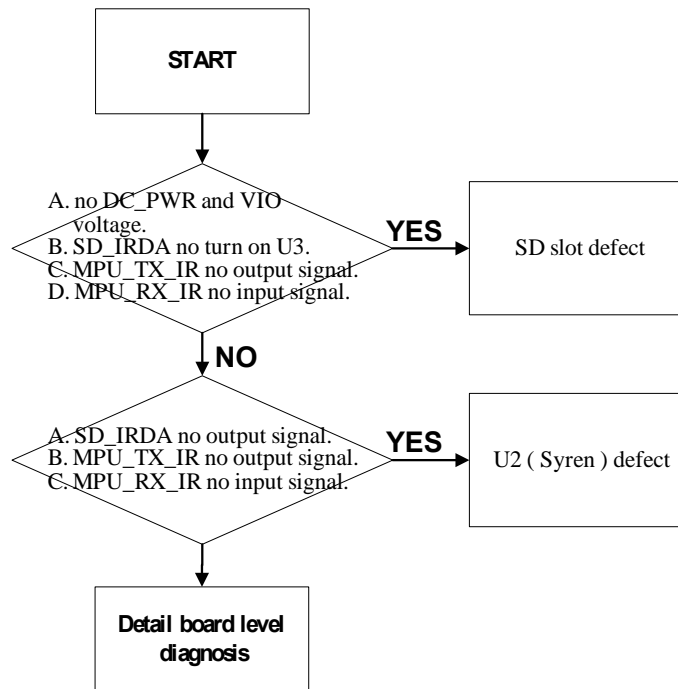 START
A. no DC_PWR and VIO
voltage.
B. SD_IRDA no turn on U3.
C. MPU_TX_IR no output signal.
D. MPU_RX_IR no input signal.
YES
SD slot defect
NO
A. SD_IRDA no output signal.
B. MPU_TX_IR no output signal.
C. MPU_RX_IR no input signal.
YES
U2 ( Syren ) defect
Detail board level
diagnosis